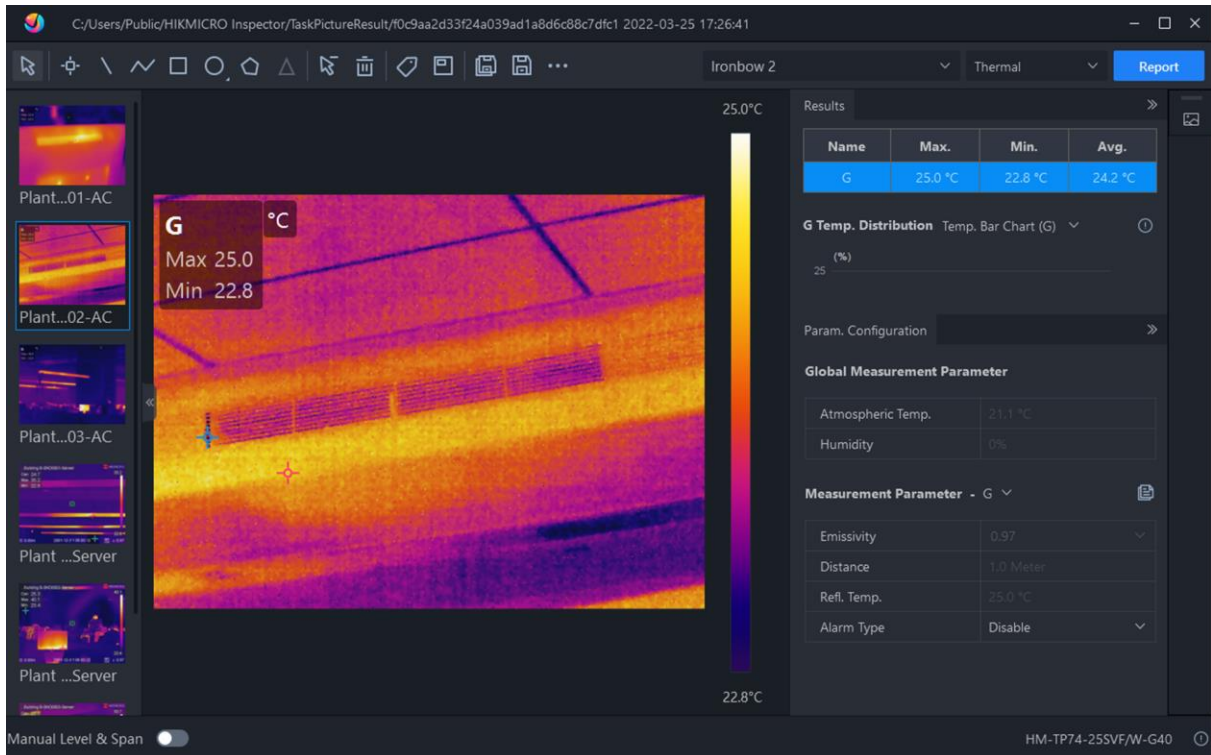 C:/Users/Public/HIKMICRO Inspector/TaskPictureResult/f0c9aa2d33f24a039ad1a8d6c88c7dfc1 2022-03-25 17:26:41
Ironbow 2
Thermal
Report
Plant...01-AC
Plant...02-AC
Plant...03-AC
Plant ...Server
Plant ...Server
G
°C
Max 25.0
Min 22.8
25.0°C
22.8°C
Results
Name Max. Min. Avg.
G 25.0 °C 22.8 °C 24.2 °C
G Temp. Distribution Temp. Bar Chart (G)
(%)
25
Param. Configuration
Global Measurement Parameter
Atmospheric Temp. 21.1 °C
Humidity 0%
Measurement Parameter - G
Emissivity 0.97
Distance 1.0 Meter
Refl. Temp. 25.0 °C
Alarm Type Disable
Manual Level & Span
HM-TP74-25SVF/W-G40